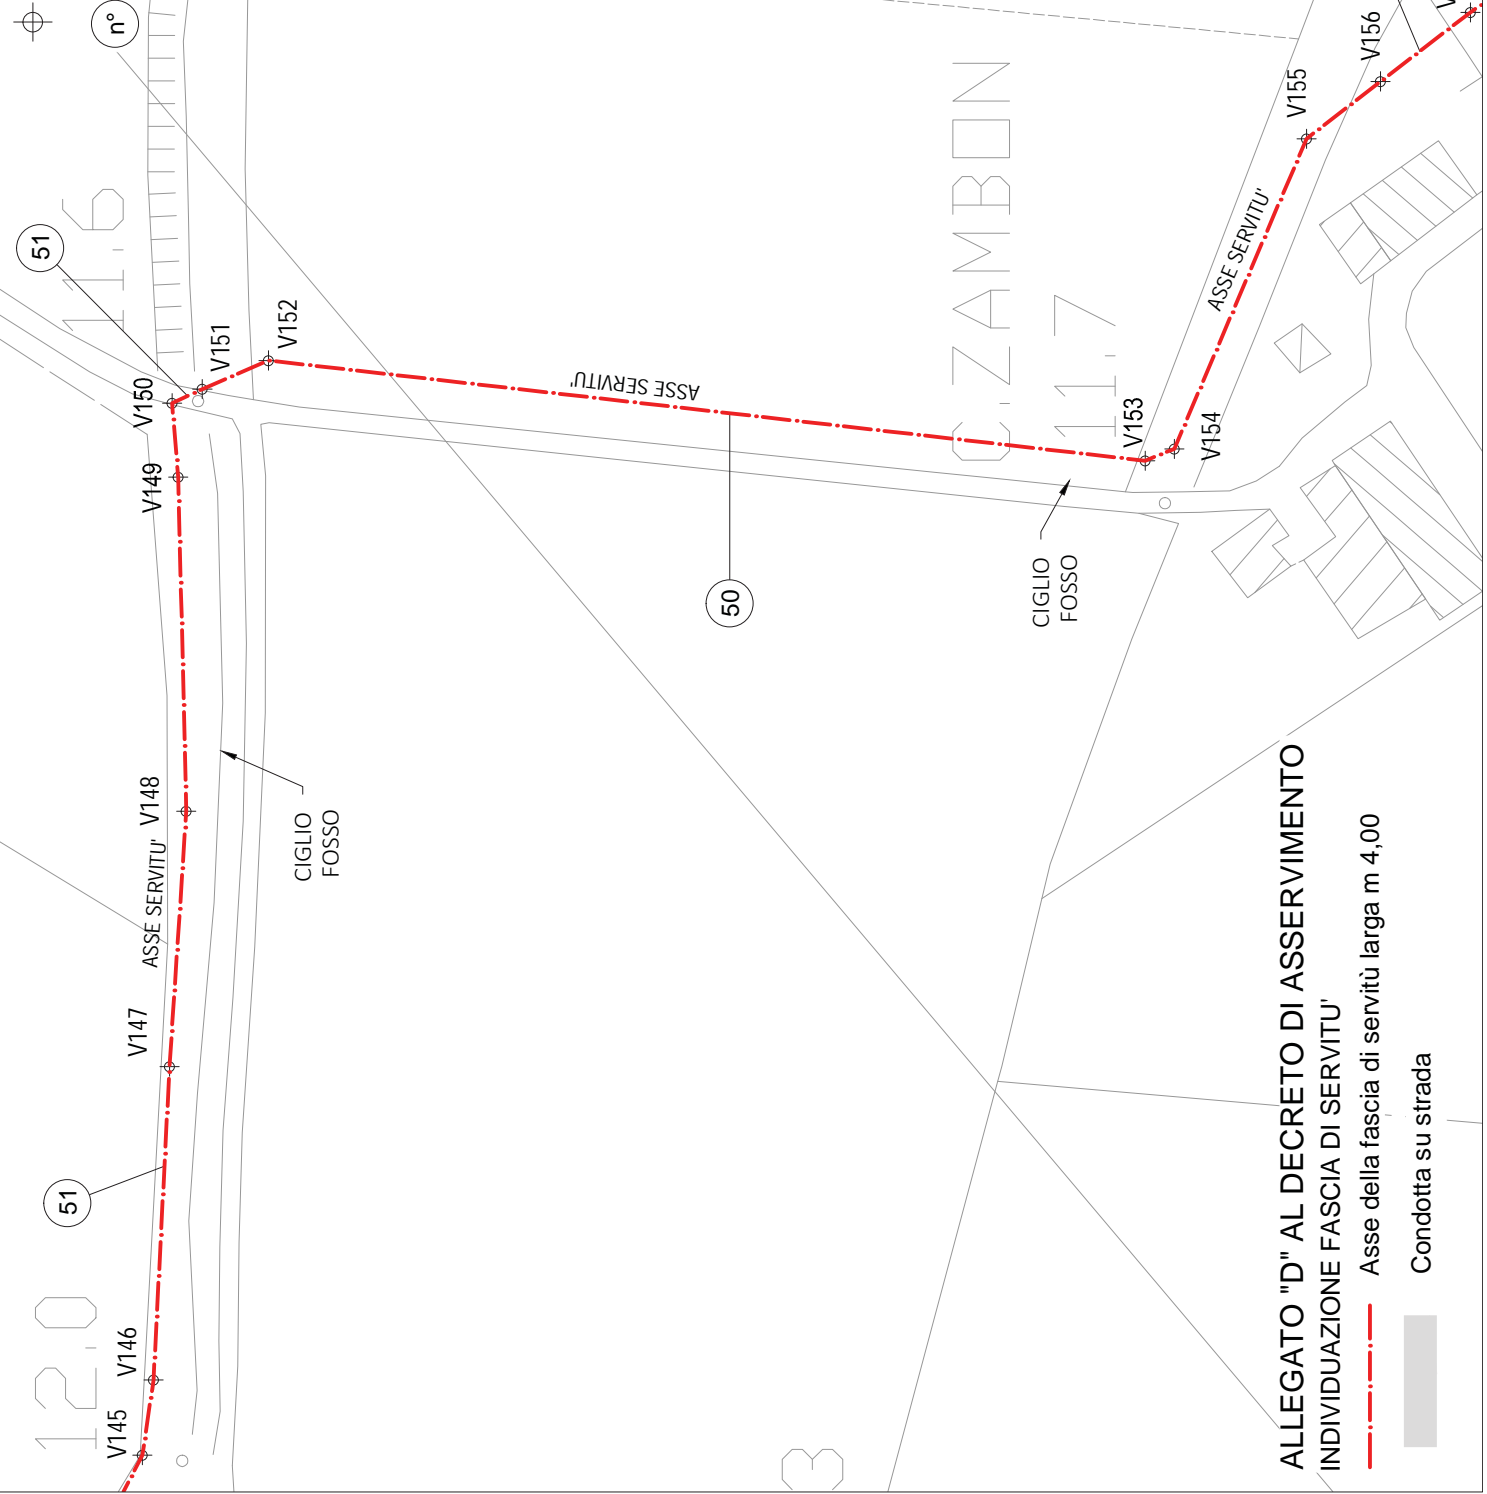 12.0
V145
V146
51
V147
ASSE SERVITU'
V148
CIGLIO
FOSSO
V149
V150
51
11.6
n°
V151
V152
ASSE SERVITU'
50
C. ZAMBON
11.7
CIGLIO
FOSSO
V153
V154
ASSE SERVITU'
V155
V156
3
ALLEGATO "D" AL DECRETO DI ASSERVIMENTO
INDIVIDUAZIONE FASCIA DI SERVITU'
Asse della fascia di servitù larga m 4,00
Condotta su strada